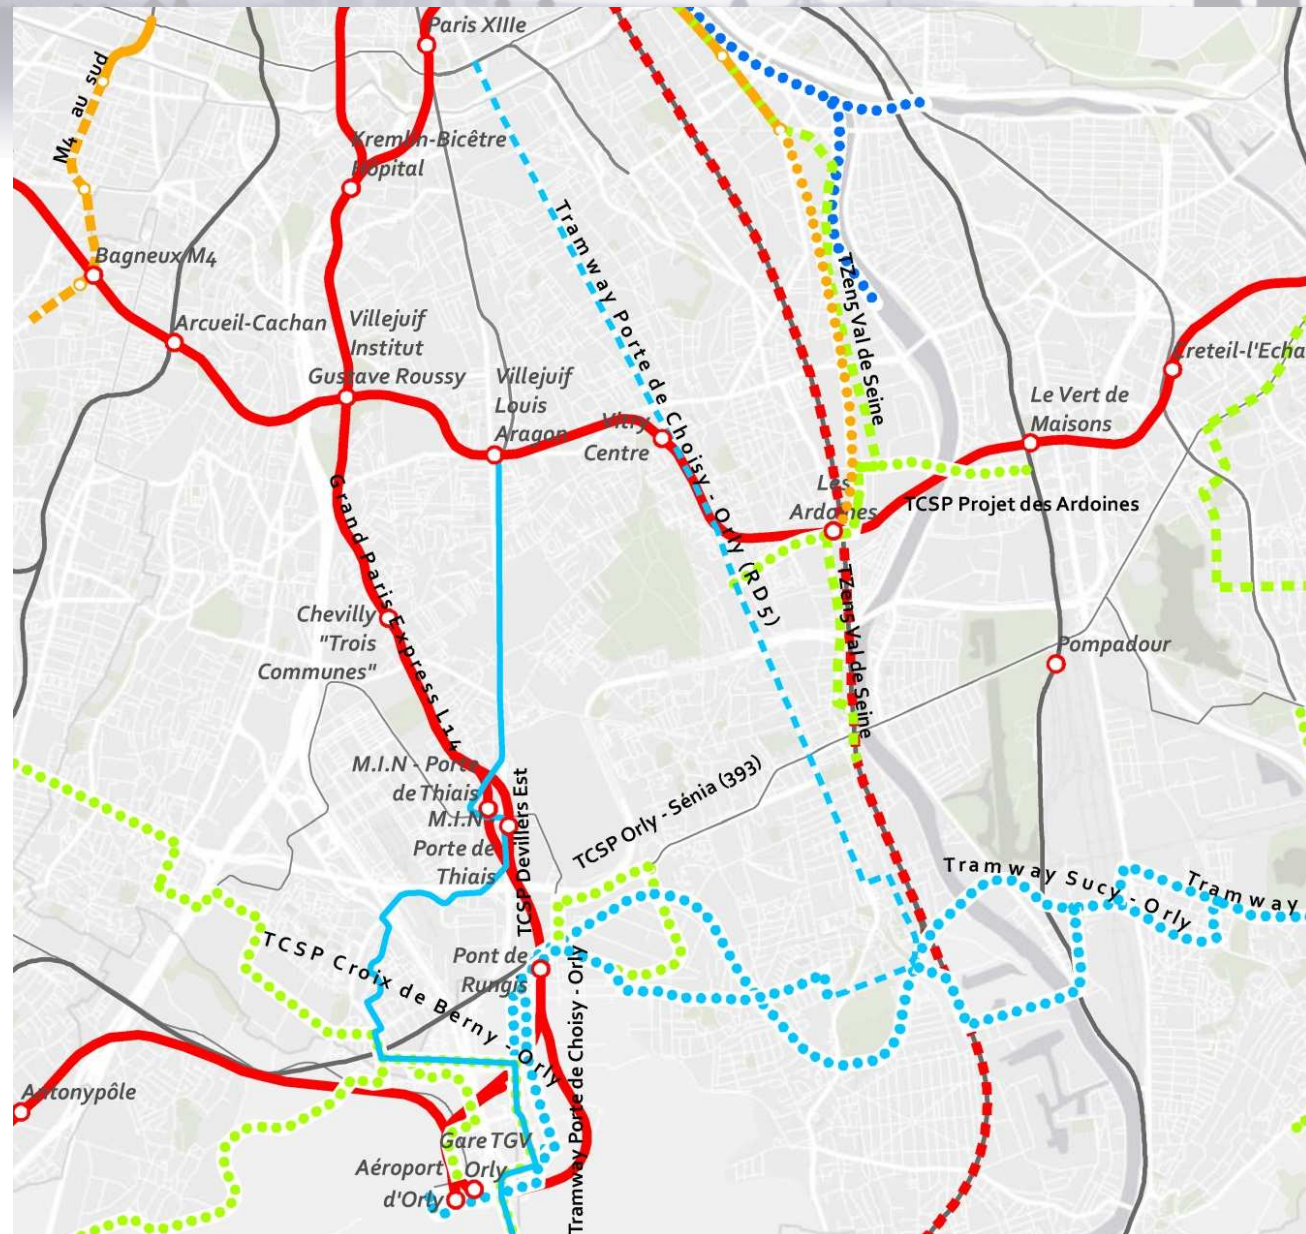 Paris XIIIe
M4 au sud
Kremlin-Bicêtre
Hopital
Bagneux M4
Arcueil-Cachan
Villejuif
Institut
Gustave Roussy
Villejuif
Louis
Aragon
Tramway Porte de Choisy - Orly (RD5)
Vitry
Centre
TZen5 Val de Seine
Creteil-l'Echa
Le Vert de
Maisons
Les
Ardoines
TCSP Projet des Ardoines
Grand Paris Express L14
Chevilly
"Trois
Communes"
TZen5 Val de Seine
Pompadour
M.I.N - Porte
de Thiais
M.I.N
Porte de
Thiais
TCSP Devillers Est
TCSP Orly - Sénia (393)
Tramway Sucy - Orly
Tramway
TCSP Croix de Berny - Orly
Pont de
Rungis
Tramway Porte de Choisy - Orly
Antonypôle
Gare TGV
Orly
Aéroport
d'Orly